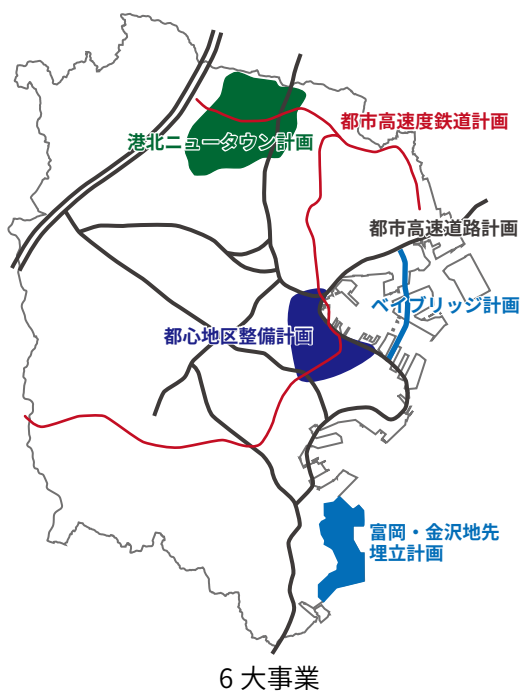 都市高速度鉄道計画
港北ニュータウン計画
都市高速道路計画
ベイブリッジ計画
都心地区整備計画
富岡・金沢地先
埋立計画
6大事業